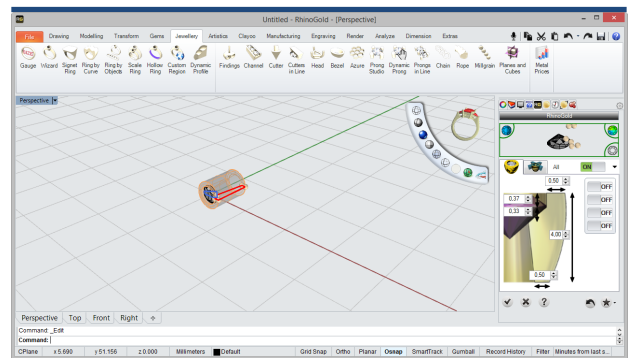 Untitled - RhinoGold - [Perspective]
File Drawing Modelling Transform Gems Jewellery Artistics Clayoo Manufacturing Engraving Render Analyze Dimension Extras
Gauge Wizard Signet Ring Ring by Curve Ring by Objects Scale Ring Hollow Ring Custom Region Dynamic Profile Findings Channel Cutter Cutters in Line Head Bezel Azure Prong Studio Dynamic Prong Prongs in Line Chain Rope Millgrain Planes and Cubes Metal Prices
Perspective
RhinoGold
All ON
0.50
OFF
0,37
OFF
0,33
OFF
4,00
OFF
0.50
Perspective Top Front Right
Command: _Edit
Command:
CPlane x 5.690 y 51.156 z 0.000 Millimeters Default Grid Snap Ortho Planar Osnap SmartTrack Gumball Record History Filter Minutes from last s...